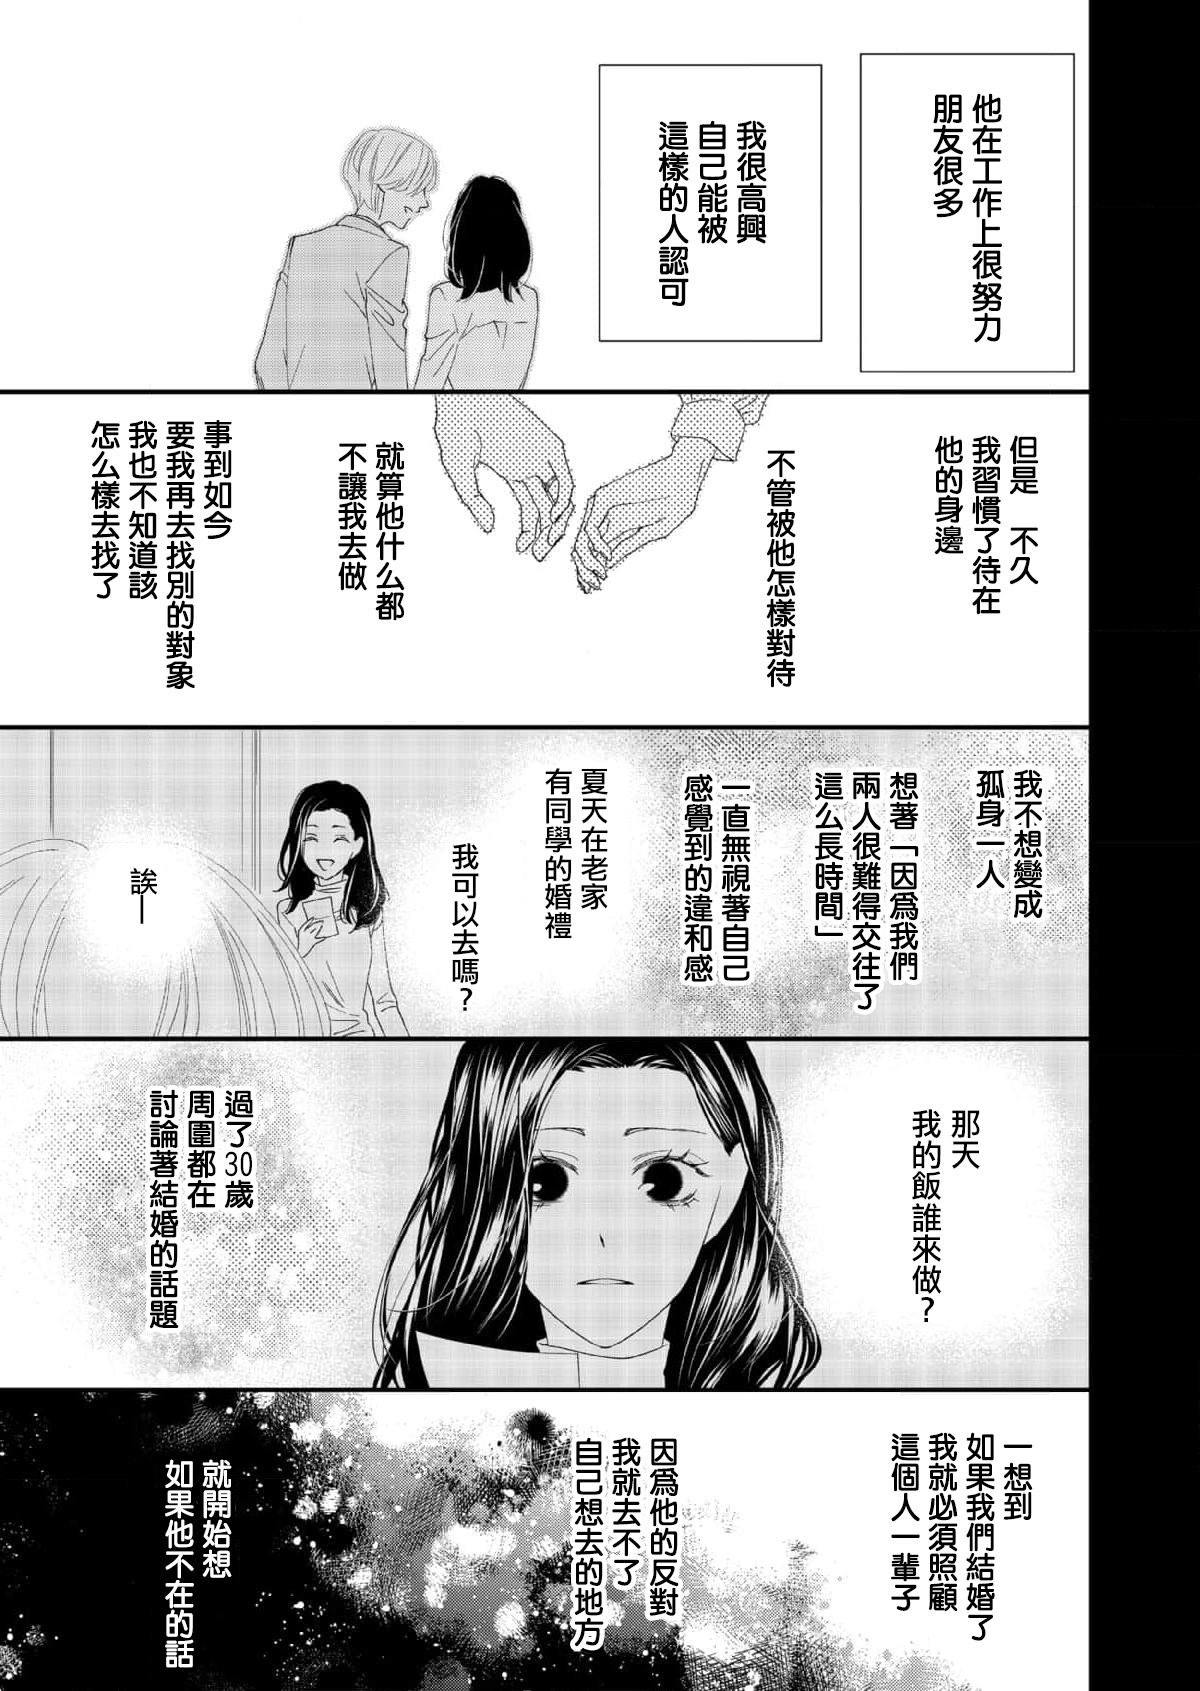 他在工作上很努力
朋友很多
我很高興
自己能被
這樣的人認可
但是 不久
我習慣了待在
他的身邊
不管被他怎樣對待
就算他什么都
不讓我去做
事到如今
要我再去找別的對象
我也不知道該
怎么樣去找了
我不想變成
孤身一人
想著「因爲我們
兩人很難得交往了
這么長時間」
一直無視著自己
感覺到的違和感
夏天在老家
有同學的婚禮
我可以去嗎?
誒—
那天
我的飯誰來做?
過了30歲
周圍都在
討論著結婚的話題
一想到
如果我們結婚了
我就必須照顧
這個人一輩子
因爲他的反對
我就去不了
自己想去的地方
就開始想
如果他不在的話